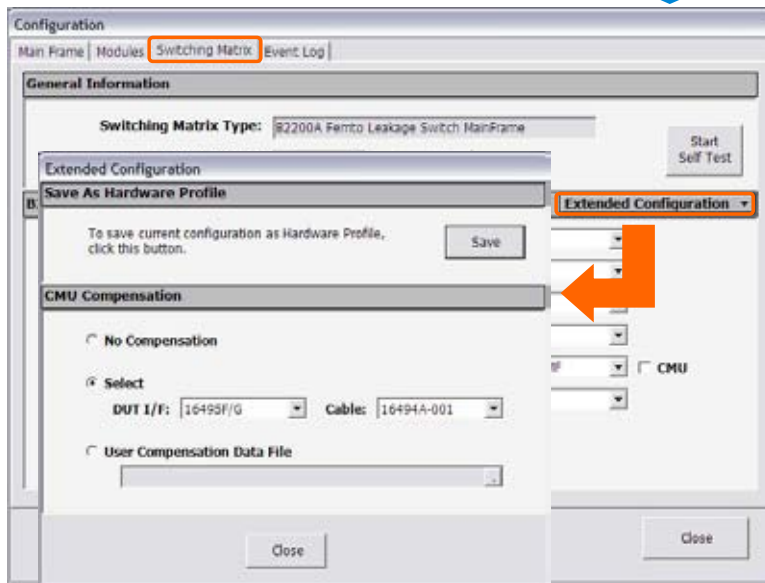 Configuration
Main Frame Modules Switching Matrix Event Log
General Information
Switching Matrix Type: B2200A Femto Leakage Switch MainFrame
Start
Self Test
Extended Configuration
Save As Hardware Profile
Extended Configuration
To save current configuration as Hardware Profile,
click this button.
Save
CMU Compensation
No Compensation
CMU
Select
DUT I/F: 16495F/G Cable: 16494A-001
User Compensation Data File
Close
Close